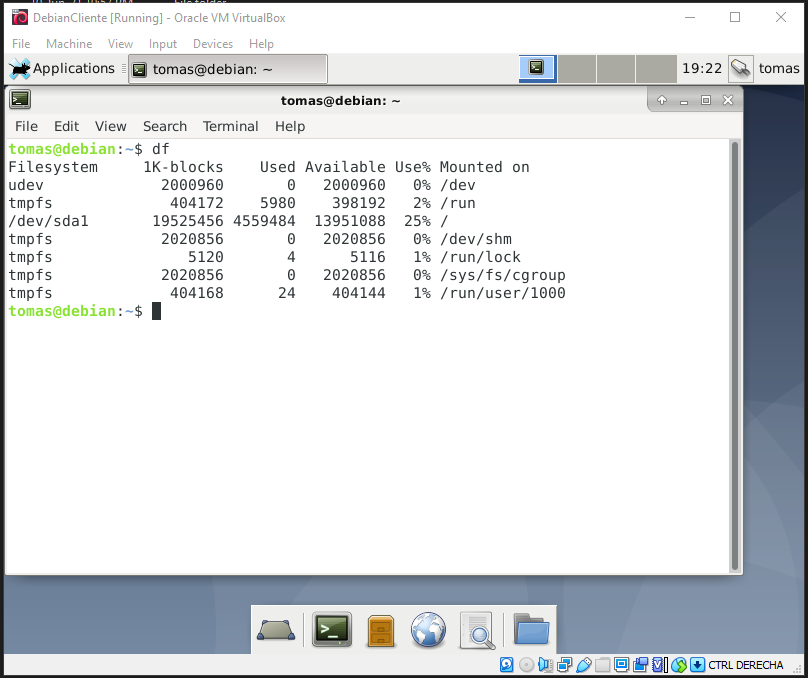 DebianCliente [Running] - Oracle VM VirtualBox
File Machine View Input Devices Help
Applications tomas@debian: ~ 19:22 tomas
tomas@debian: ~
File Edit View Search Terminal Help
tomas@debian:~$ df
Filesystem 1K-blocks Used Available Use% Mounted on
udev 2000960 0 2000960 0% /dev
tmpfs 404172 5980 398192 2% /run
/dev/sda1 19525456 4559484 13951088 25% /
tmpfs 2020856 0 2020856 0% /dev/shm
tmpfs 5120 4 5116 1% /run/lock
tmpfs 2020856 0 2020856 0% /sys/fs/cgroup
tmpfs 404168 24 404144 1% /run/user/1000
tomas@debian:~$
CTRL DERECHA